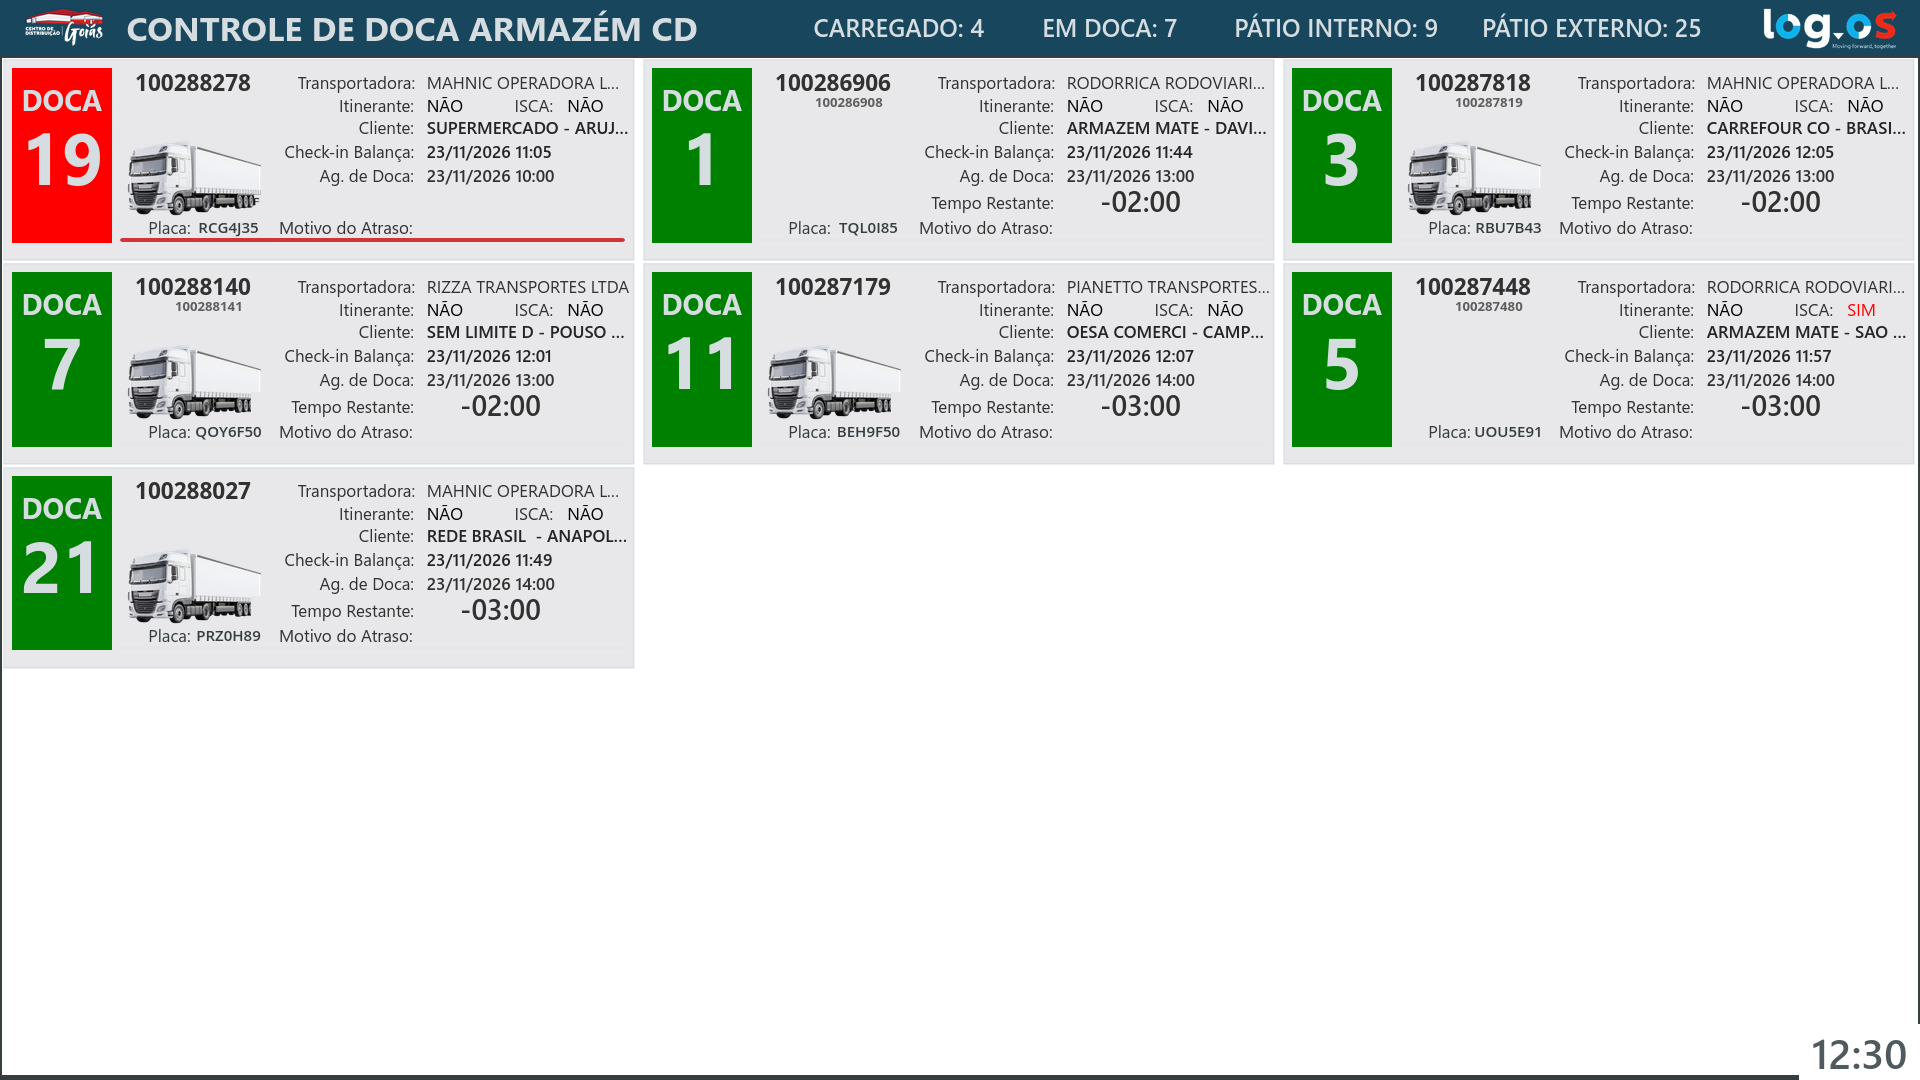 CENTRO DE DISTRIBUIÇÃO Goiás
CONTROLE DE DOCA ARMAZÉM CD
CARREGADO: 4
EM DOCA: 7
PÁTIO INTERNO: 9
PÁTIO EXTERNO: 25
log.os
Moving forward, together
DOCA
19
100288278
Transportadora: MAHNIC OPERADORA L...
Itinerante: NÃO ISCA: NÃO
Cliente: SUPERMERCADO - ARUJ...
Check-in Balança: 23/11/2026 11:05
Ag. de Doca: 23/11/2026 10:00
Placa: RCG4J35 Motivo do Atraso:
DOCA
1
100286906
100286908
Transportadora: RODORRICA RODOVIARI...
Itinerante: NÃO ISCA: NÃO
Cliente: ARMAZEM MATE - DAVI...
Check-in Balança: 23/11/2026 11:44
Ag. de Doca: 23/11/2026 13:00
Tempo Restante: -02:00
Placa: TQL0I85 Motivo do Atraso:
DOCA
3
100287818
100287819
Transportadora: MAHNIC OPERADORA L...
Itinerante: NÃO ISCA: NÃO
Cliente: CARREFOUR CO - BRASI...
Check-in Balança: 23/11/2026 12:05
Ag. de Doca: 23/11/2026 13:00
Tempo Restante: -02:00
Placa: RBU7B43 Motivo do Atraso:
DOCA
7
100288140
100288141
Transportadora: RIZZA TRANSPORTES LTDA
Itinerante: NÃO ISCA: NÃO
Cliente: SEM LIMITE D - POUSO ...
Check-in Balança: 23/11/2026 12:01
Ag. de Doca: 23/11/2026 13:00
Tempo Restante: -02:00
Placa: QOY6F50 Motivo do Atraso:
DOCA
11
100287179
Transportadora: PIANETTO TRANSPORTES...
Itinerante: NÃO ISCA: NÃO
Cliente: OESA COMERCI - CAMP...
Check-in Balança: 23/11/2026 12:07
Ag. de Doca: 23/11/2026 14:00
Tempo Restante: -03:00
Placa: BEH9F50 Motivo do Atraso:
DOCA
5
100287448
100287480
Transportadora: RODORRICA RODOVIARI...
Itinerante: NÃO ISCA: SIM
Cliente: ARMAZEM MATE - SAO ...
Check-in Balança: 23/11/2026 11:57
Ag. de Doca: 23/11/2026 14:00
Tempo Restante: -03:00
Placa: UOU5E91 Motivo do Atraso:
DOCA
21
100288027
Transportadora: MAHNIC OPERADORA L...
Itinerante: NÃO ISCA: NÃO
Cliente: REDE BRASIL - ANAPOL...
Check-in Balança: 23/11/2026 11:49
Ag. de Doca: 23/11/2026 14:00
Tempo Restante: -03:00
Placa: PRZ0H89 Motivo do Atraso:
12:30